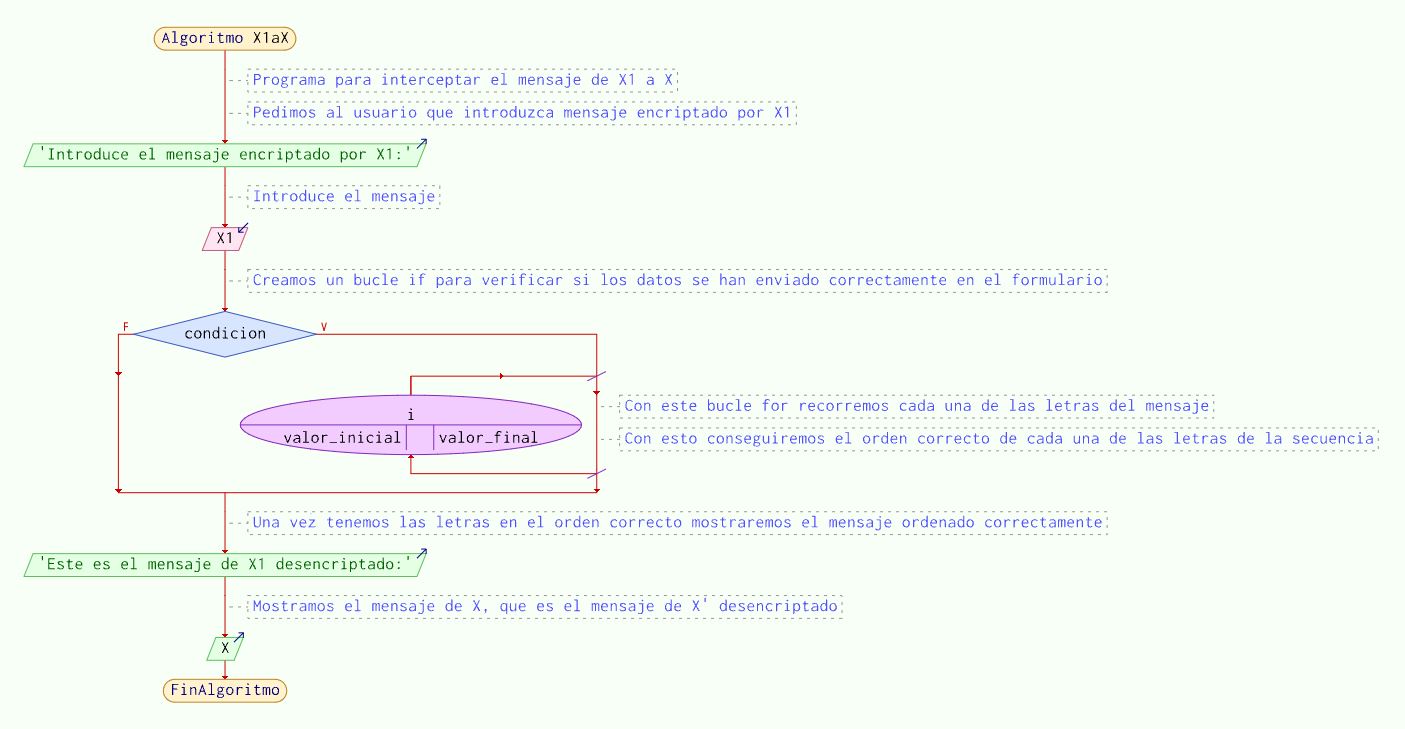 Algoritmo X1aX
Programa para interceptar el mensaje de X1 a X
Pedimos al usuario que introduzca mensaje encriptado por X1
'Introduce el mensaje encriptado por X1:'
Introduce el mensaje
X1
Creamos un bucle if para verificar si los datos se han enviado correctamente en el formulario
F
condicion
V
i
valor_inicial
valor_final
Con este bucle for recorremos cada una de las letras del mensaje
Con esto conseguiremos el orden correcto de cada una de las letras de la secuencia
Una vez tenemos las letras en el orden correcto mostraremos el mensaje ordenado correctamente
'Este es el mensaje de X1 desencriptado:'
Mostramos el mensaje de X, que es el mensaje de X' desencriptado
X
FinAlgoritmo